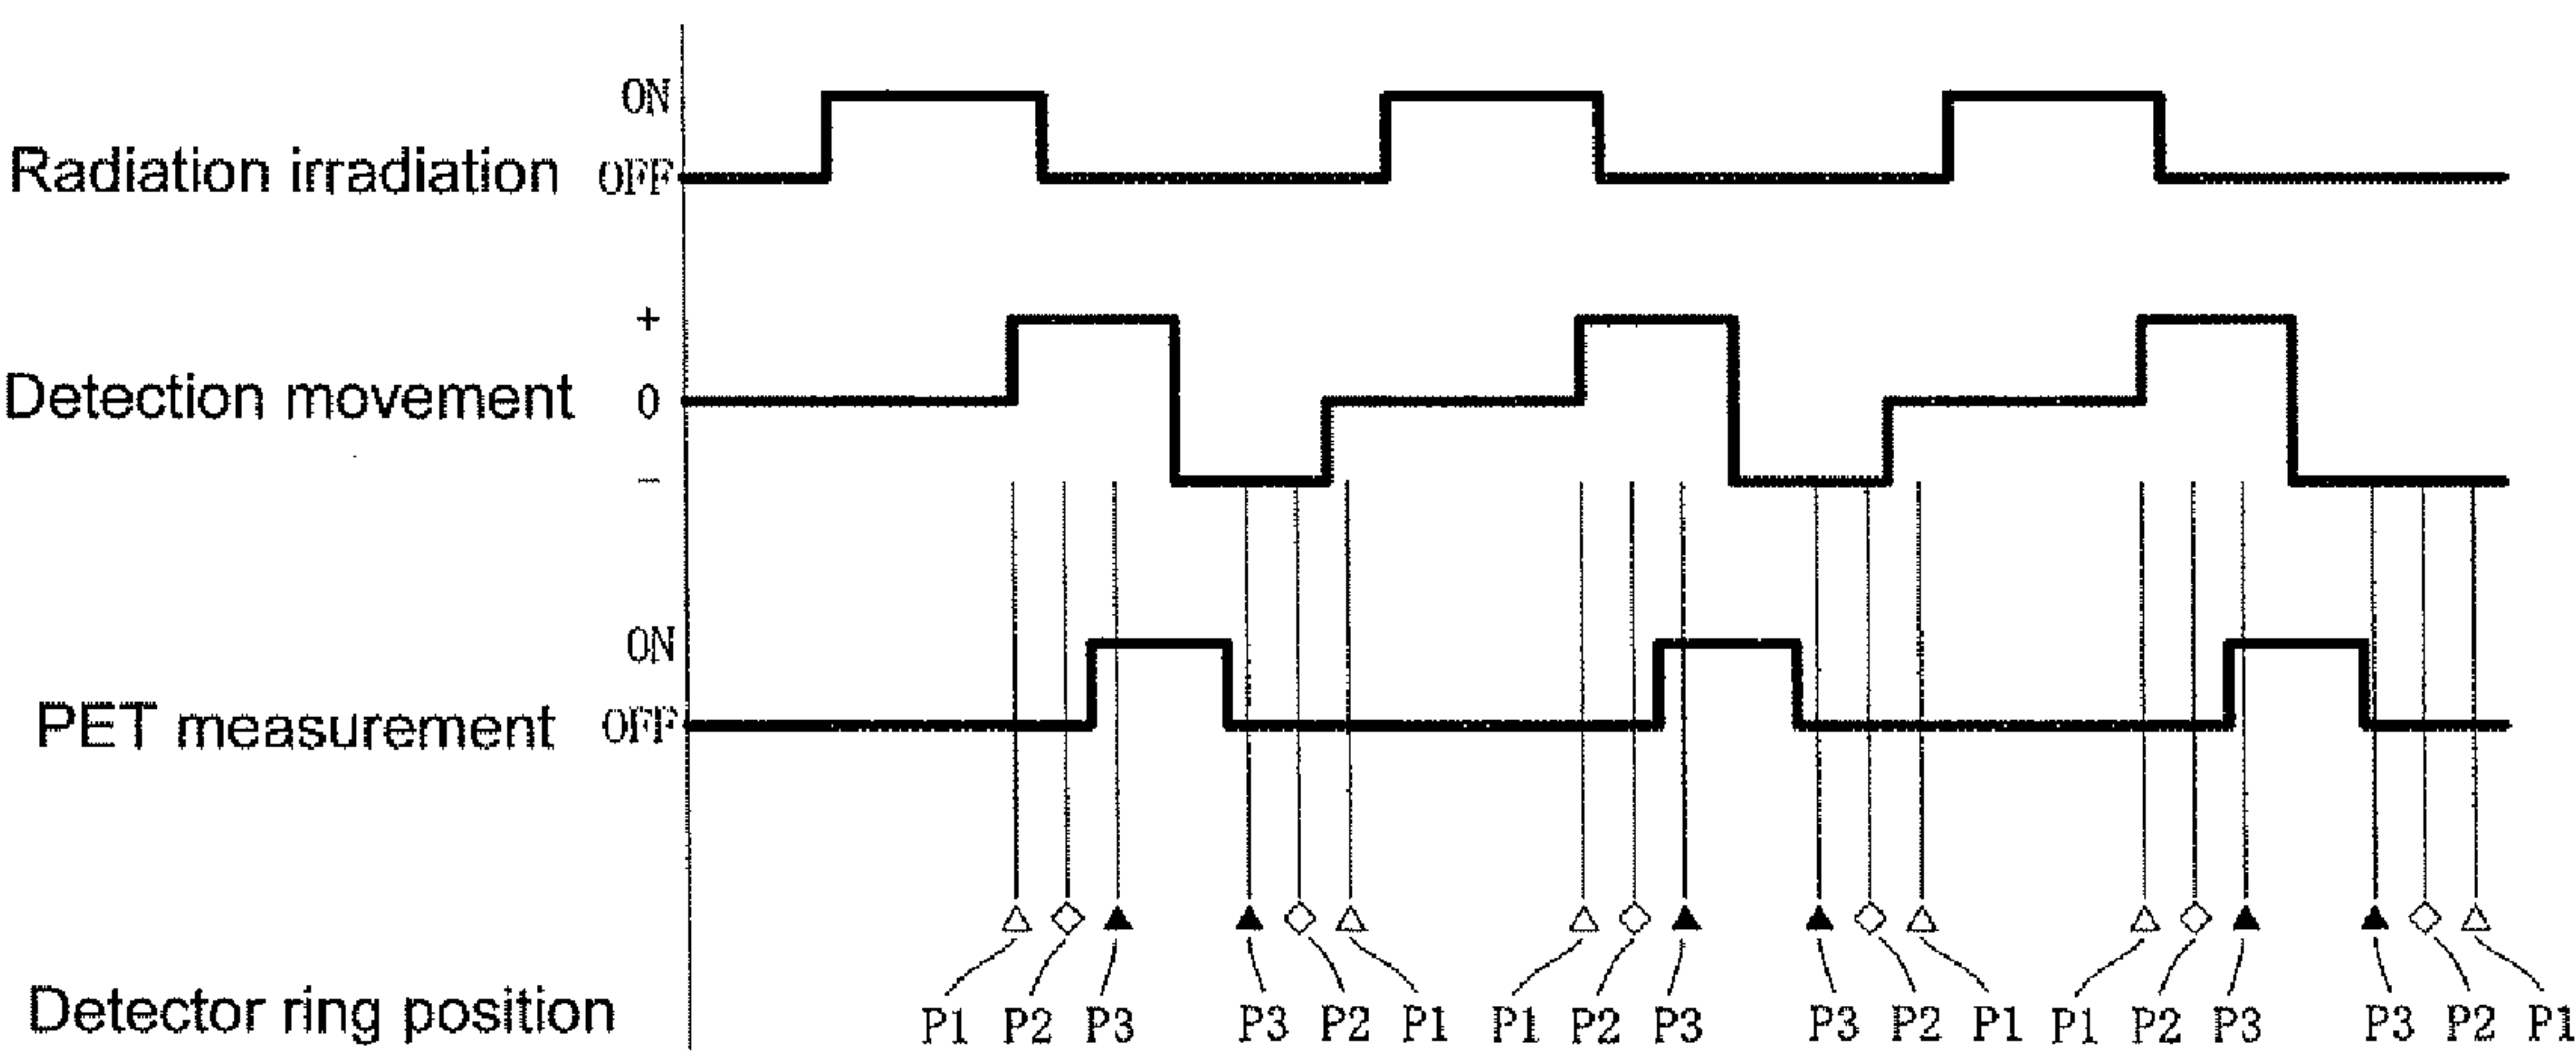 ON
Radiation irradiation OFF
+
Detection movement 0
−
ON
PET measurement OFF
Detector ring position P1 P2 P3 P3 P2 P1 P1 P2 P3 P3 P2 P1 P1 P2 P3 P3 P2 P1